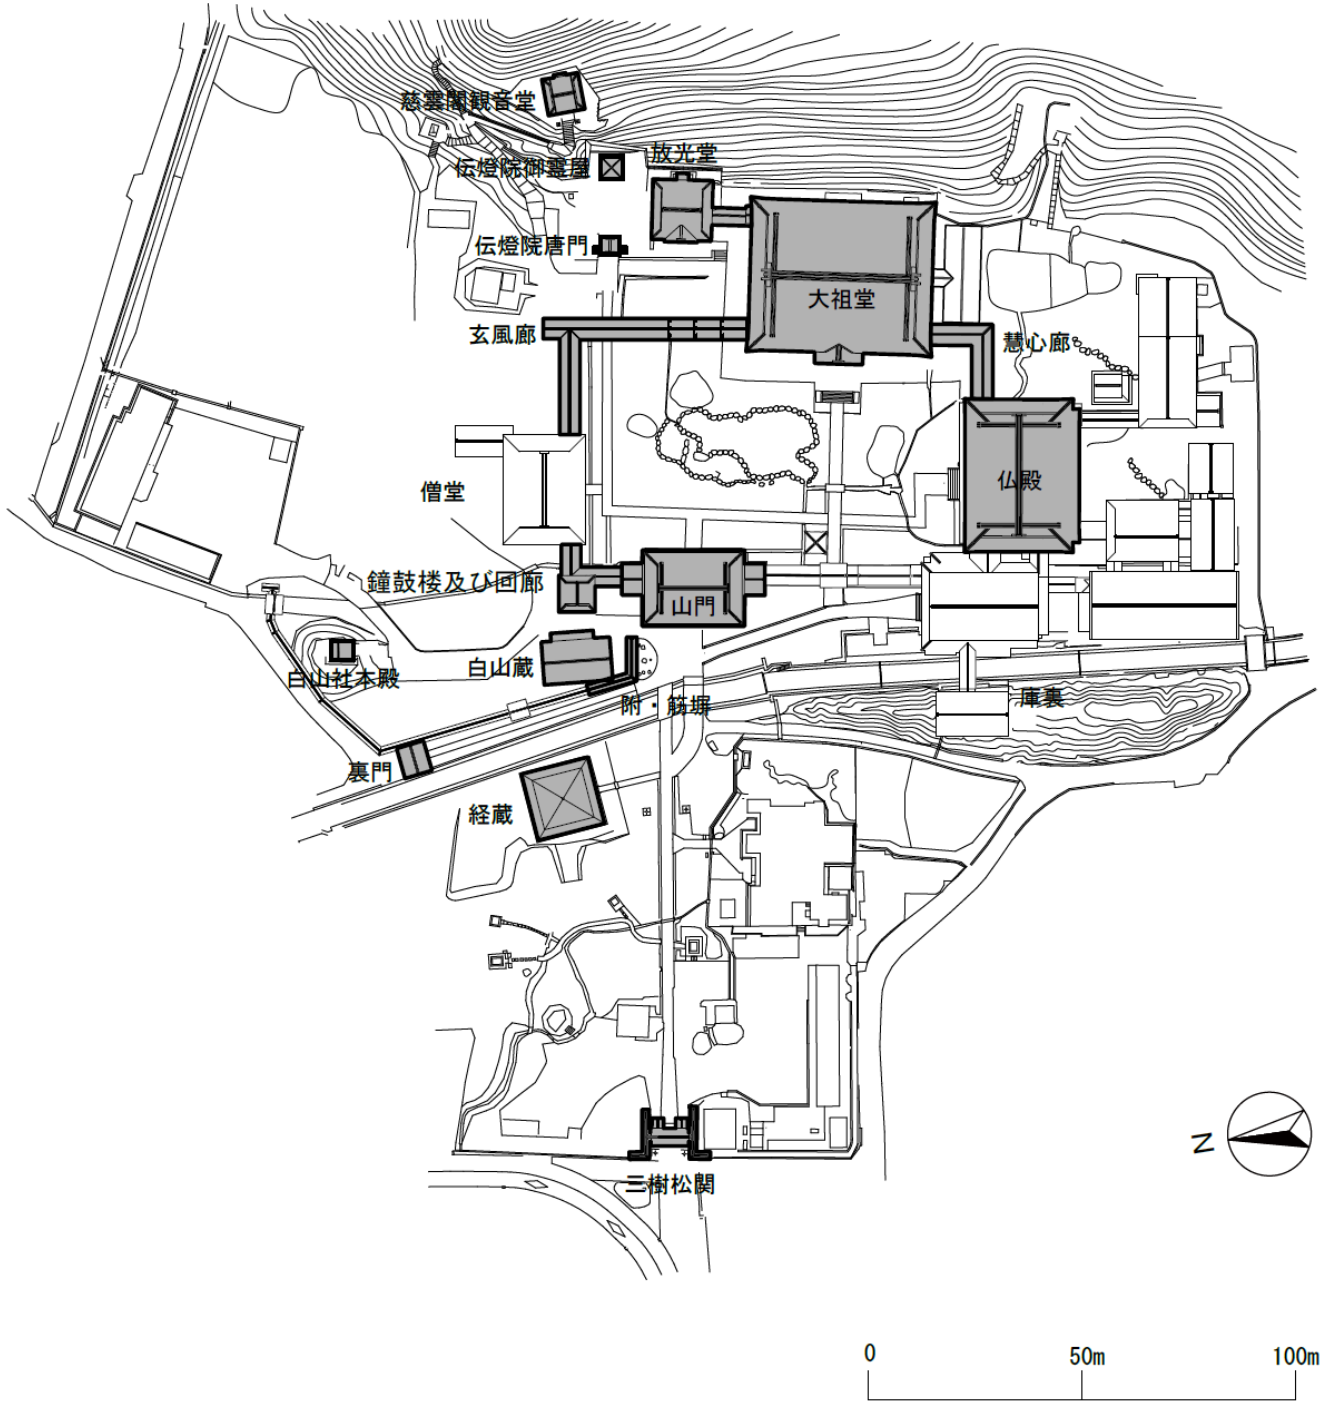 慈雲閣観音堂
放光堂
伝燈院御霊屋
伝燈院唐門
大祖堂
玄風廊
慧心廊
仏殿
僧堂
鐘鼓楼及び回廊
山門
白山蔵
白山社本殿
附・筋塀
庫裏
裏門
経蔵
N
三樹松関
0
50m
100m